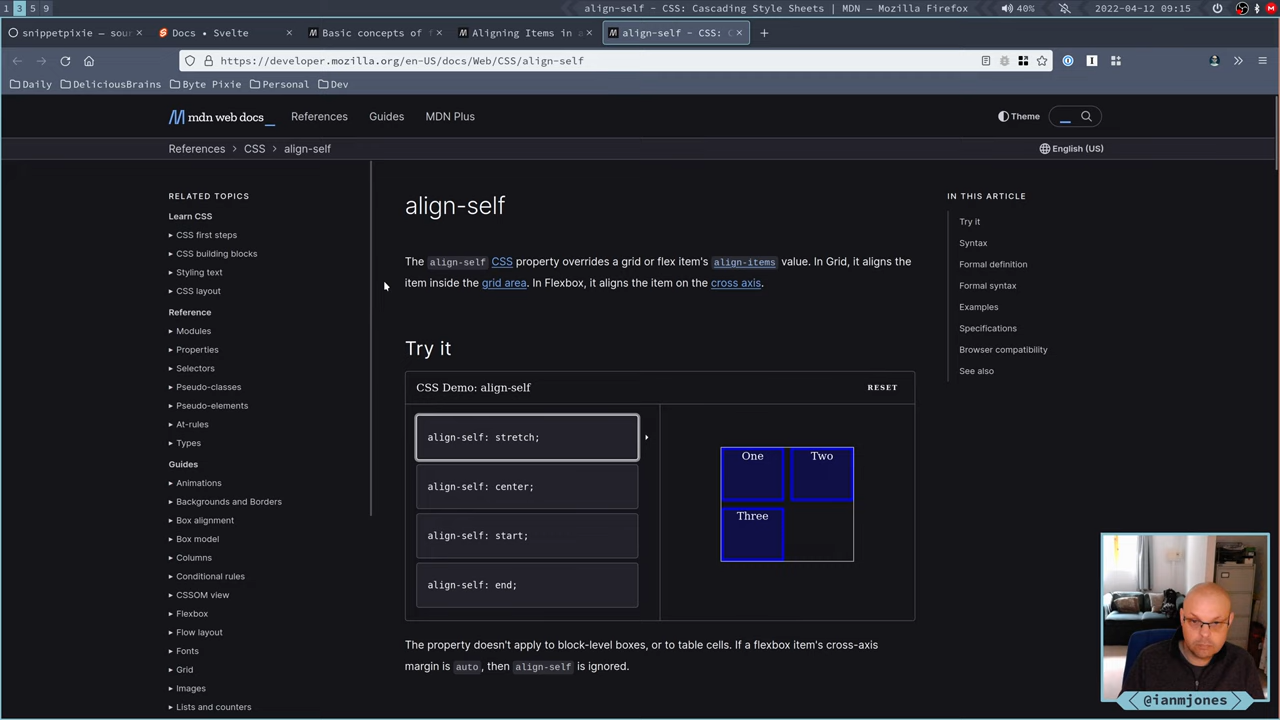 1 3 5 9
align-self - CSS: Cascading Style Sheets | MDN — Mozilla Firefox
40%
2022-04-12 09:15
snippetpixie — sou
Docs • Svelte
Basic concepts of f
Aligning Items in a
align-self - CSS: C
https://developer.mozilla.org/en-US/docs/Web/CSS/align-self
Daily
DeliciousBrains
Byte Pixie
Personal
Dev
mdn web docs_
References
Guides
MDN Plus
Theme
References > CSS > align-self
English (US)
RELATED TOPICS
Learn CSS
CSS first steps
CSS building blocks
Styling text
CSS layout
Reference
Modules
Properties
Selectors
Pseudo-classes
Pseudo-elements
At-rules
Types
Guides
Animations
Backgrounds and Borders
Box alignment
Box model
Columns
Conditional rules
CSSOM view
Flexbox
Flow layout
Fonts
Grid
Images
Lists and counters
align-self
The align-self CSS property overrides a grid or flex item's align-items value. In Grid, it aligns the
item inside the grid area. In Flexbox, it aligns the item on the cross axis.
Try it
CSS Demo: align-self
RESET
align-self: stretch;
align-self: center;
align-self: start;
align-self: end;
One
Two
Three
The property doesn't apply to block-level boxes, or to table cells. If a flexbox item's cross-axis
margin is auto, then align-self is ignored.
IN THIS ARTICLE
Try it
Syntax
Formal definition
Formal syntax
Examples
Specifications
Browser compatibility
See also
@ianmjones